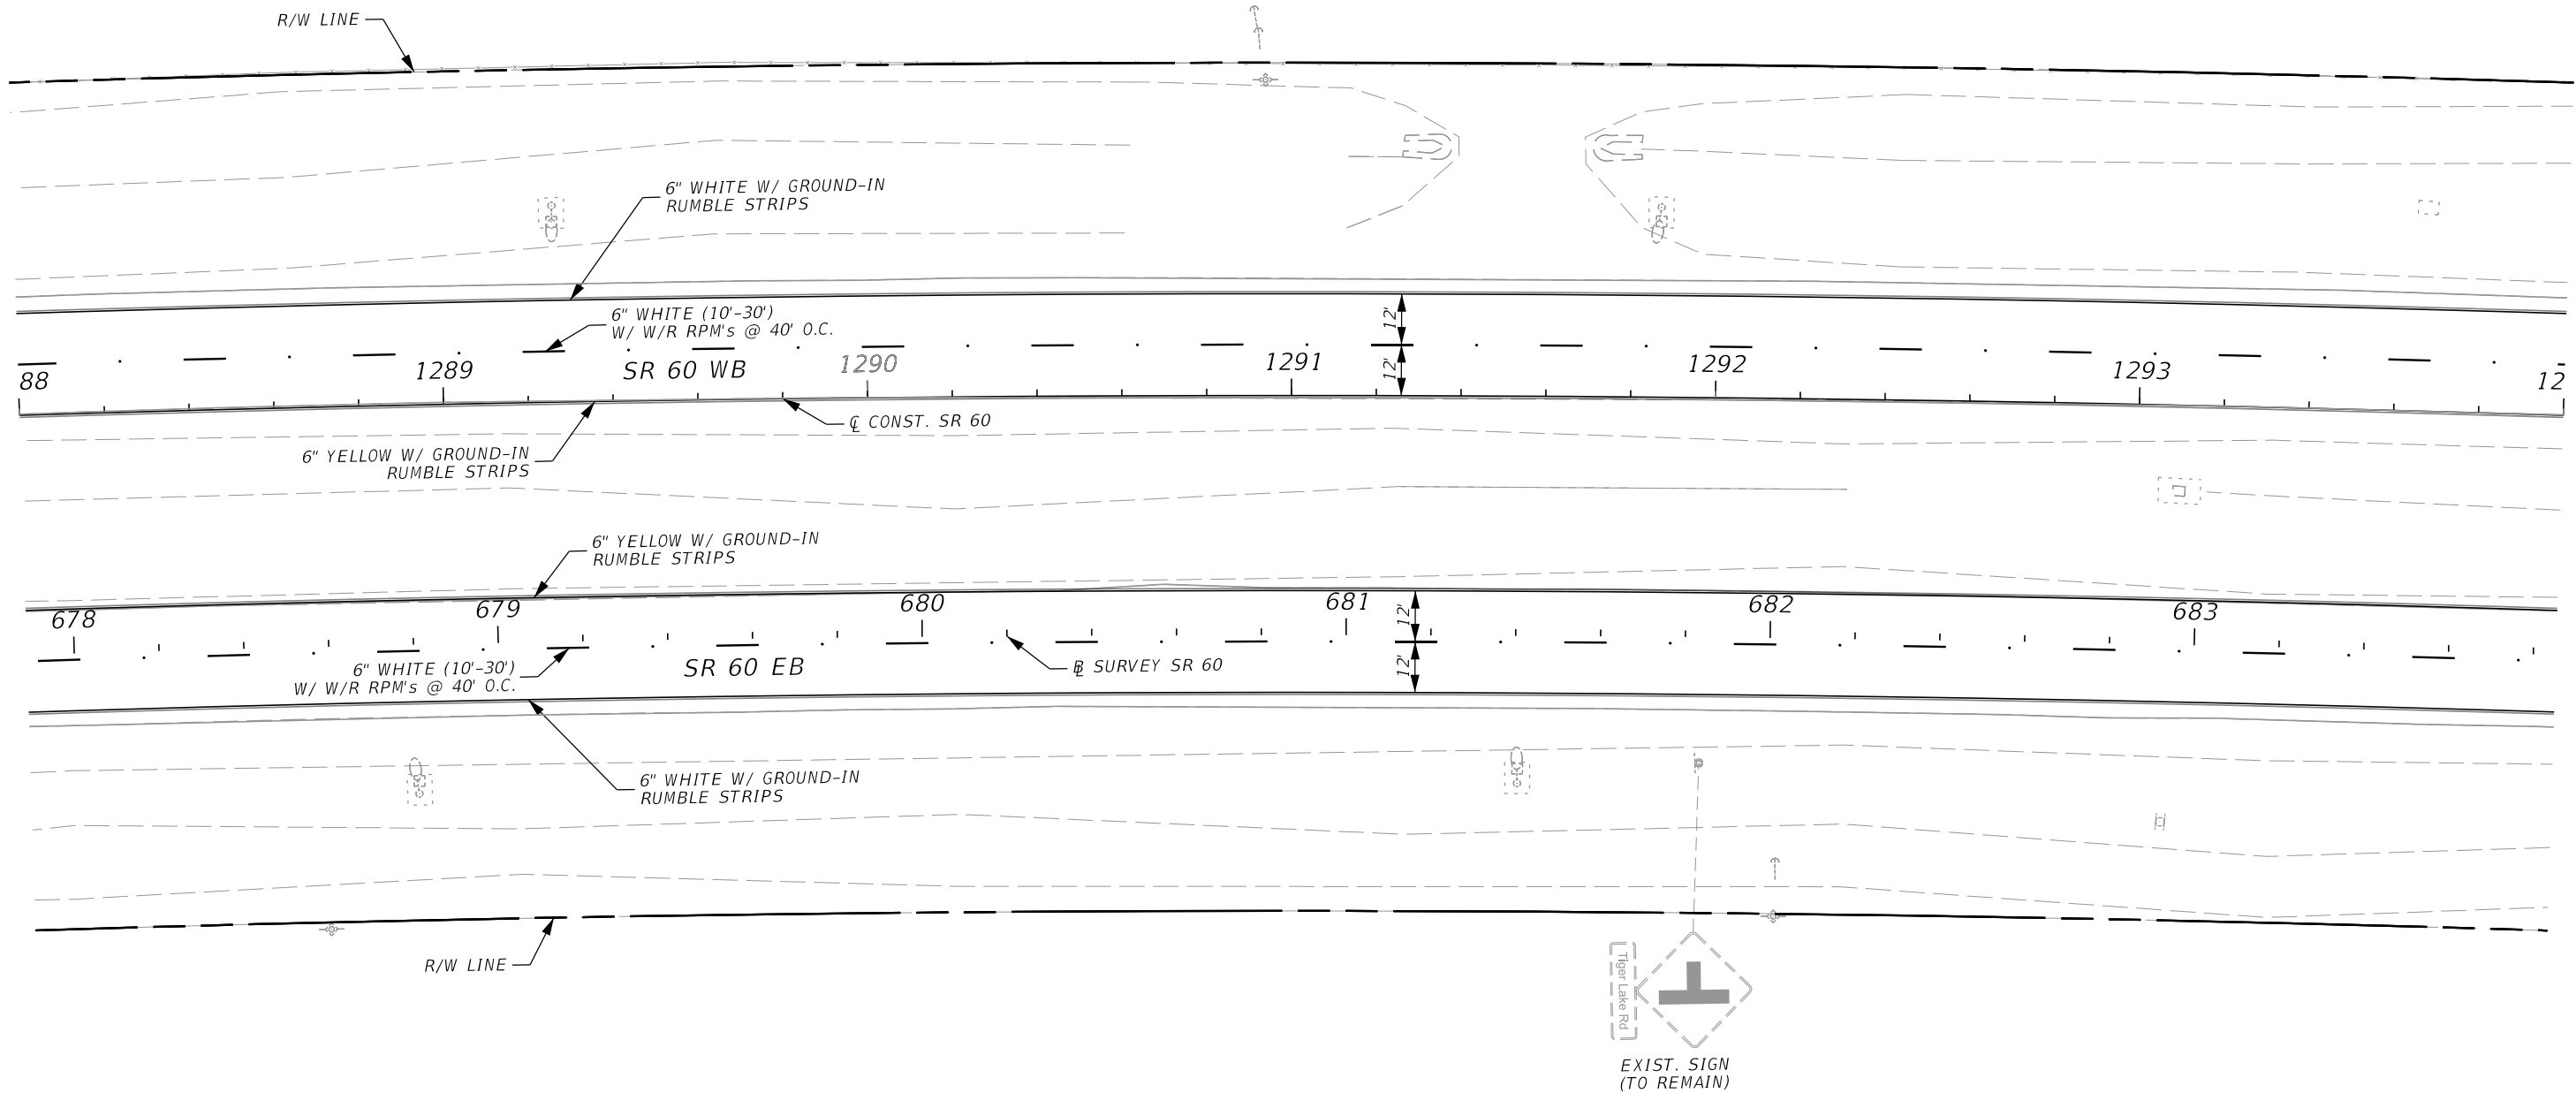 R/W LINE
6" WHITE W/ GROUND-IN
RUMBLE STRIPS
6" WHITE (10'-30')
W/ W/R RPM's @ 40' O.C.
12'
12'
88
1289
SR 60 WB
1290
1291
1292
1293
12
℄ CONST. SR 60
6" YELLOW W/ GROUND-IN
RUMBLE STRIPS
6" YELLOW W/ GROUND-IN
RUMBLE STRIPS
678
679
680
681
682
683
12'
12'
6" WHITE (10'-30')
W/ W/R RPM's @ 40' O.C.
SR 60 EB
BL SURVEY SR 60
6" WHITE W/ GROUND-IN
RUMBLE STRIPS
R/W LINE
Tiger Lake Rd
EXIST. SIGN
(TO REMAIN)